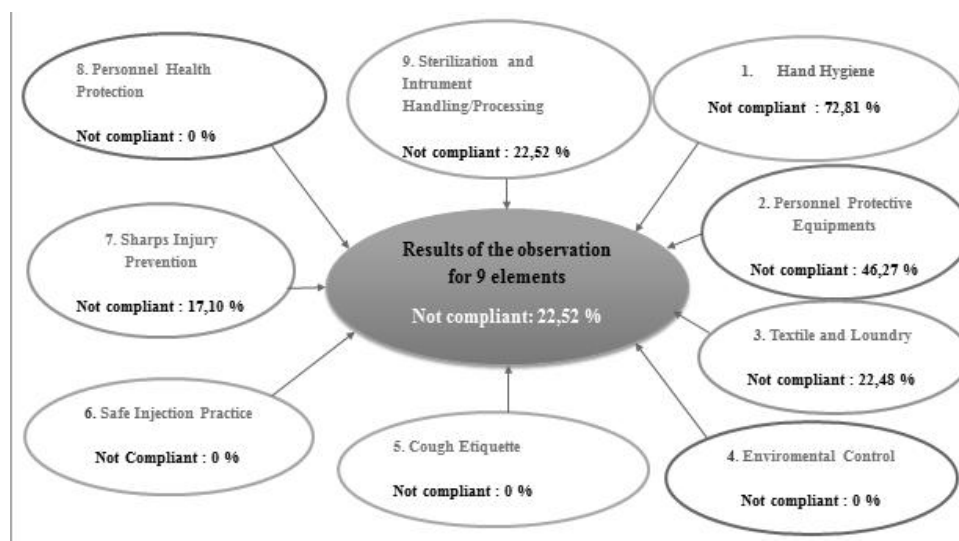 8. Personnel Health
Protection
Not compliant : 0 %
9. Sterilization and
Intrument
Handling/Processing
Not compliant : 22,52 %
1. Hand Hygiene
Not compliant : 72,81 %
2. Personnel Protective
Equipments
Not compliant : 46,27 %
7. Sharps Injury
Prevention
Not compliant : 17,10 %
Results of the observation
for 9 elements
Not compliant: 22,52 %
3. Textile and Loundry
Not compliant : 22,48 %
6. Safe Injection Practice
Not Compliant : 0 %
5. Cough Etiquette
Not compliant : 0 %
4. Enviromental Control
Not compliant : 0 %